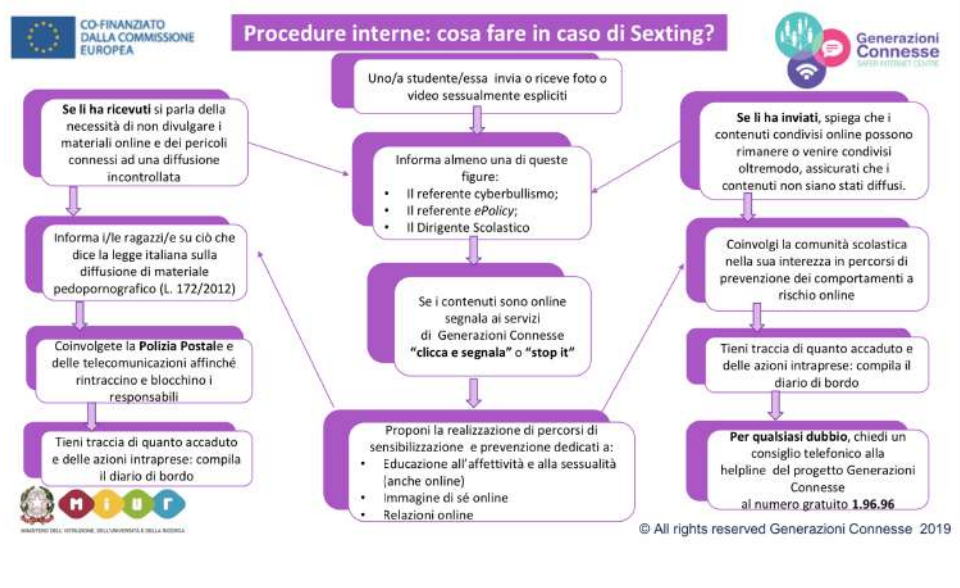 CO-FINANZIATO
DALLA COMMISSIONE
EUROPEA
Procedure interne: cosa fare in caso di Sexting?
Generazioni
Connesse
SAFER INTERNET CENTRE
Uno/a studente/essa invia o riceve foto o
video sessualmente espliciti
Se li ha ricevuti si parla della
necessità di non divulgare i
materiali online e dei pericoli
connessi ad una diffusione
incontrollata
Informa i/le ragazzi/e su ciò che
dice la legge italiana sulla
diffusione di materiale
pedopornografico (L. 172/2012)
Coinvolgete la Polizia Postale e
delle telecomunicazioni affinché
rintraccino e blocchino i
responsabili
Tieni traccia di quanto accaduto
e delle azioni intraprese: compila
il diario di bordo
Informa almeno una di queste
figure:
• Il referente cyberbullismo;
• Il referente ePolicy;
• Il Dirigente Scolastico
Se i contenuti sono online
segnala ai servizi
di Generazioni Connesse
“clicca e segnala” o “stop it”
Proponi la realizzazione di percorsi di
sensibilizzazione e prevenzione dedicati a:
• Educazione all’affettività e alla sessualità
(anche online)
• Immagine di sé online
• Relazioni online
Se li ha inviati, spiega che i
contenuti condivisi online possono
rimanere o venire condivisi
oltremodo, assicurati che i
contenuti non siano stati diffusi.
Coinvolgi la comunità scolastica
nella sua interezza in percorsi di
prevenzione dei comportamenti a
rischio online
Tieni traccia di quanto accaduto e
delle azioni intraprese: compila il
diario di bordo
Per qualsiasi dubbio, chiedi un
consiglio telefonico alla
helpline del progetto Generazioni
Connesse
al numero gratuito 1.96.96
MIUR
MINISTERO DELL'ISTRUZIONE, DELL'UNIVERSITÀ E DELLA RICERCA
© All rights reserved Generazioni Connesse 2019